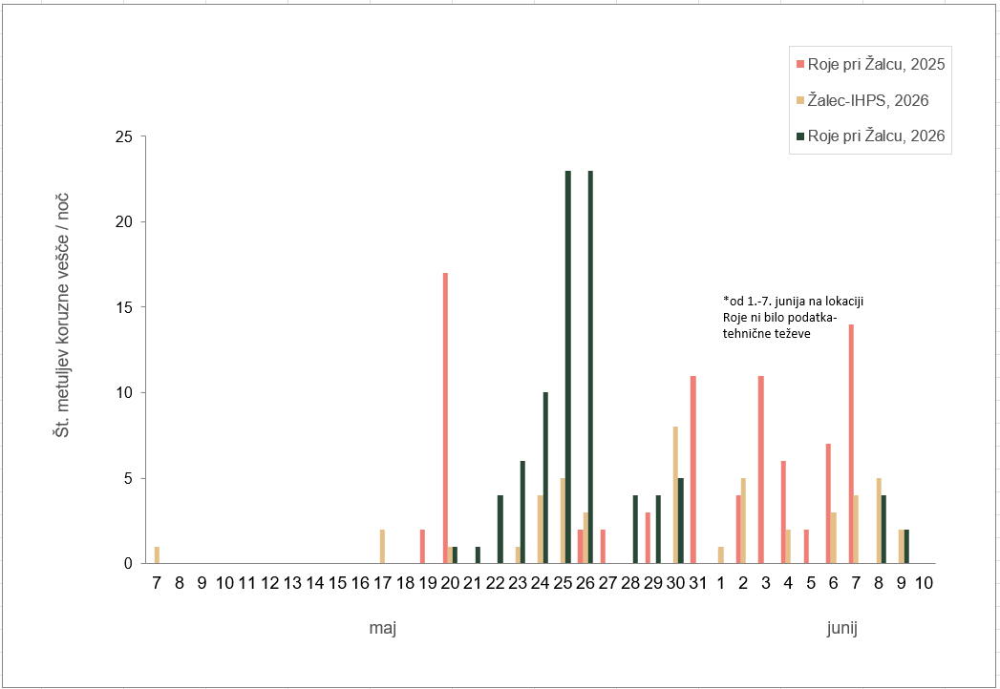 Roje pri Žalcu, 2025
Žalec-IHPS, 2026
Roje pri Žalcu, 2026
25
20
15
10
5
0
Št. metuljev koruzne vešče / noč
*od 1.-7. junija na lokaciji
Roje ni bilo podatka-
tehnične teževe
7 8 9 10 11 12 13 14 15 16 17 18 19 20 21 22 23 24 25 26 27 28 29 30 31 1 2 3 4 5 6 7 8 9 10
maj junij